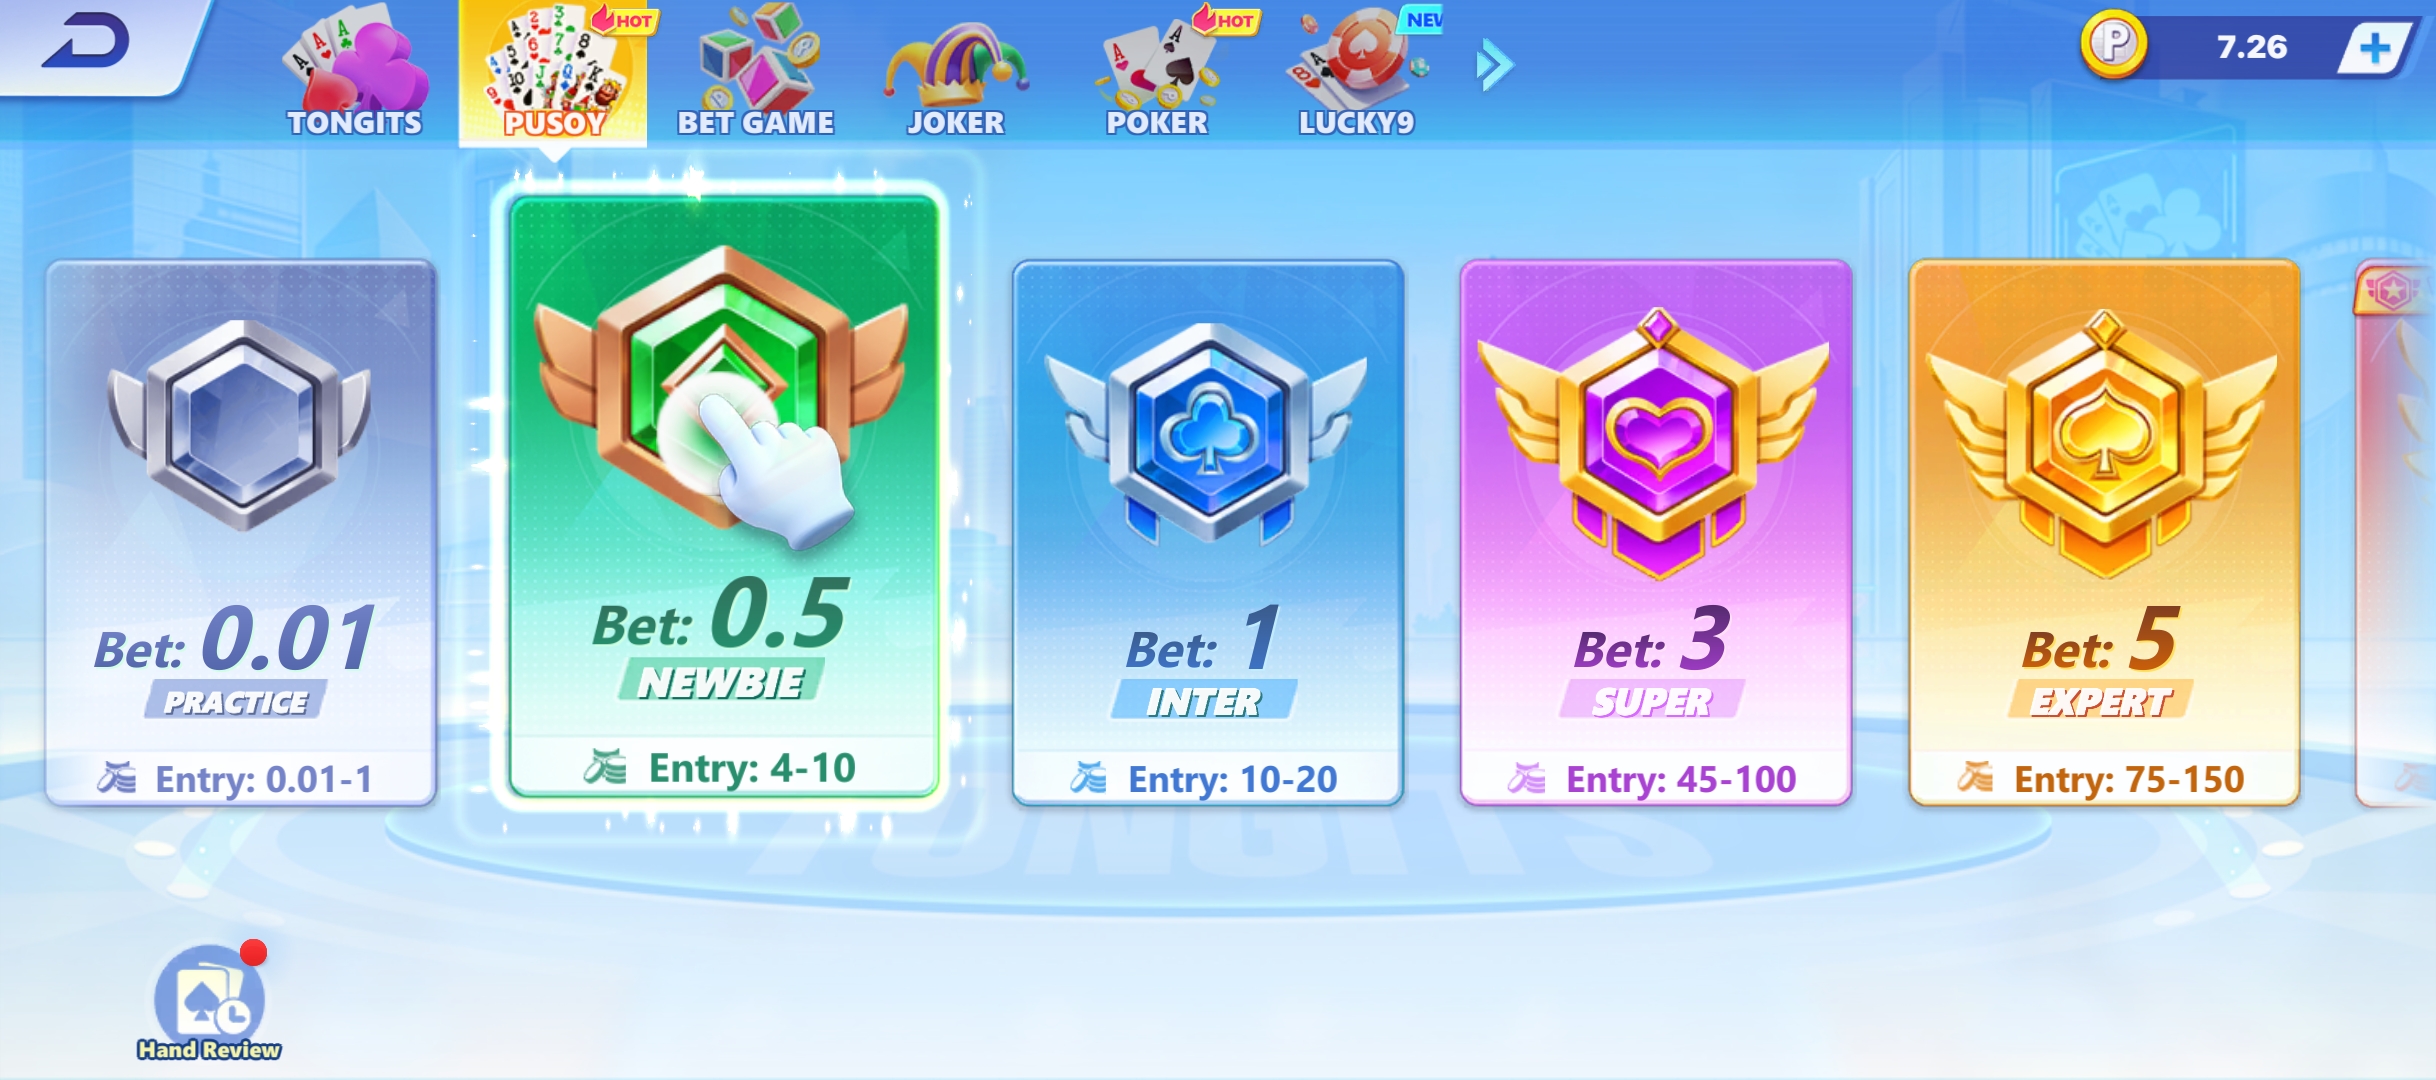 HOT
HOT
NEW
7.26
TONGITS
PUSOY
BET GAME
JOKER
POKER
LUCKY9
Bet: 0.01
PRACTICE
Entry: 0.01-1
Bet: 0.5
NEWBIE
Entry: 4-10
Bet: 1
INTER
Entry: 10-20
Bet: 3
SUPER
Entry: 45-100
Bet: 5
EXPERT
Entry: 75-150
TONGITS
Hand Review